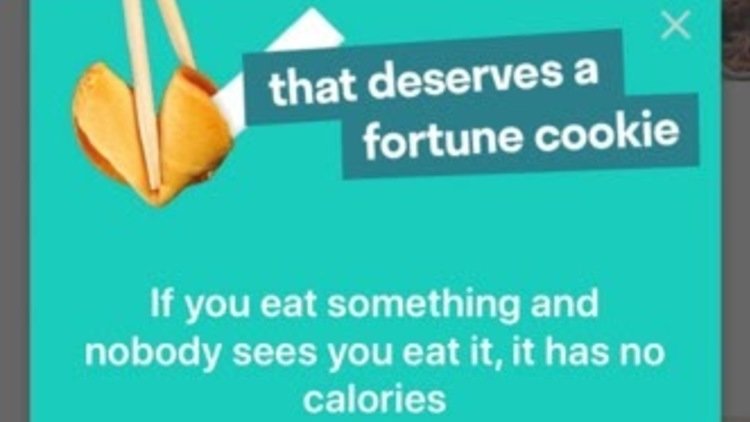 that deserves a
fortune cookie
If you eat something and
nobody sees you eat it, it has no
calories